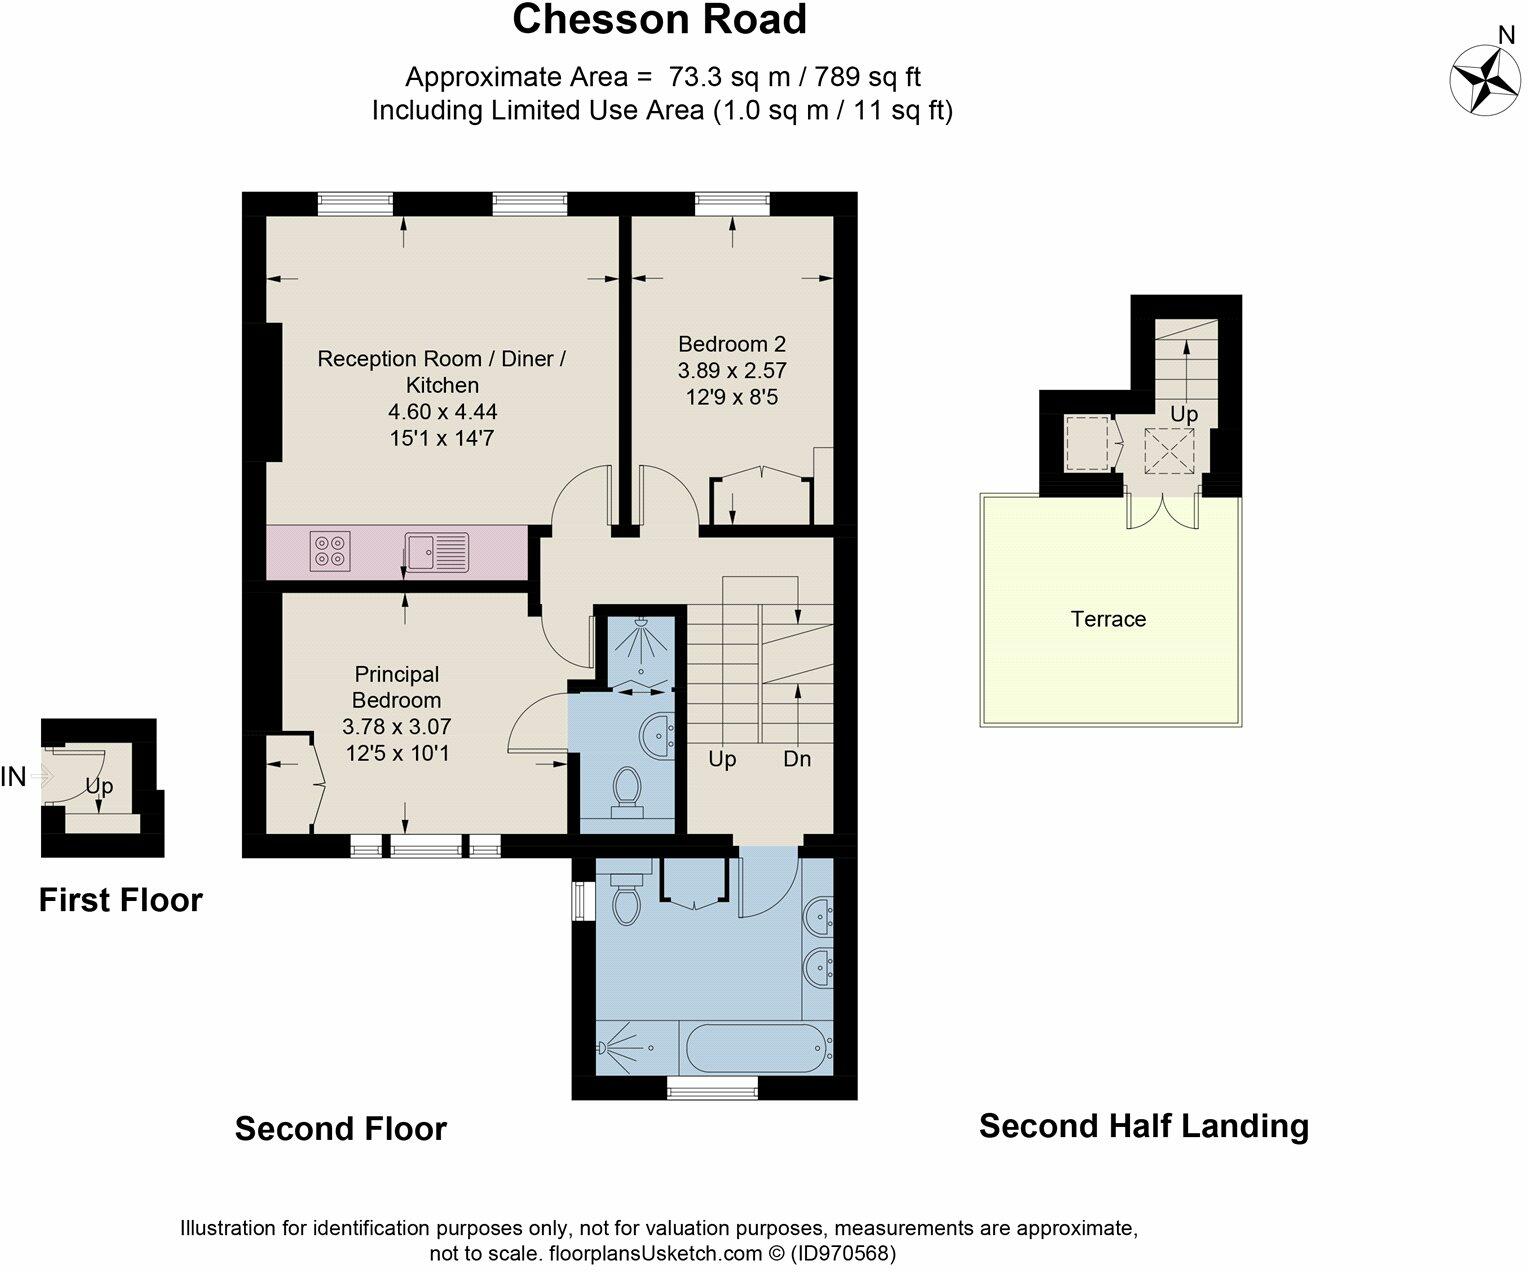 Chesson Road
N
Approximate Area = 73.3 sq m / 789 sq ft
Including Limited Use Area (1.0 sq m / 11 sq ft)
Reception Room / Diner /
Kitchen
4.60 x 4.44
15'1 x 14'7
Bedroom 2
3.89 x 2.57
12'9 x 8'5
Up
Terrace
Principal
Bedroom
3.78 x 3.07
12'5 x 10'1
Up
Dn
IN
Up
First Floor
Second Floor
Second Half Landing
Illustration for identification purposes only, not for valuation purposes, measurements are approximate,
not to scale. floorplansUsketch.com © (ID970568)